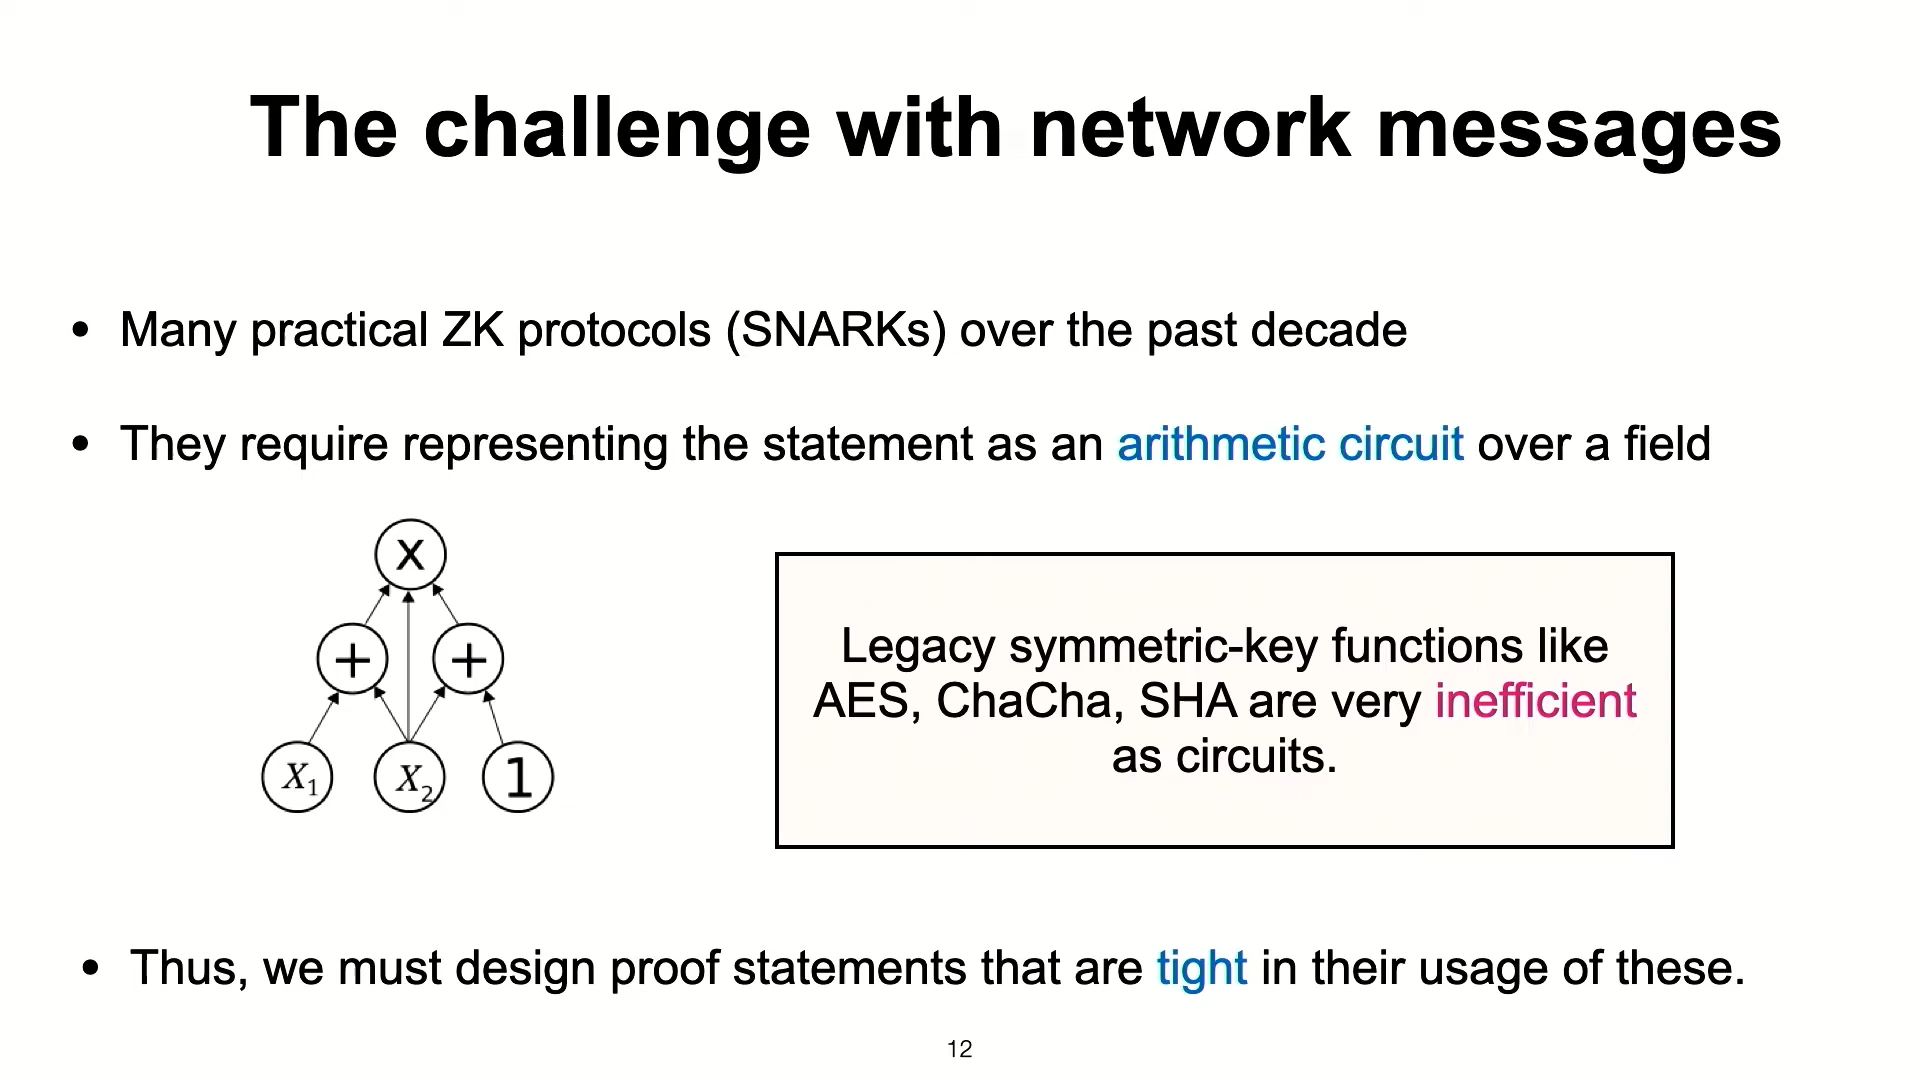 The challenge with network messages
• Many practical ZK protocols (SNARKs) over the past decade
• They require representing the statement as an arithmetic circuit over a field
x
+ +
X₁ X₂ 1
Legacy symmetric-key functions like
AES, ChaCha, SHA are very inefficient
as circuits.
• Thus, we must design proof statements that are tight in their usage of these.
12